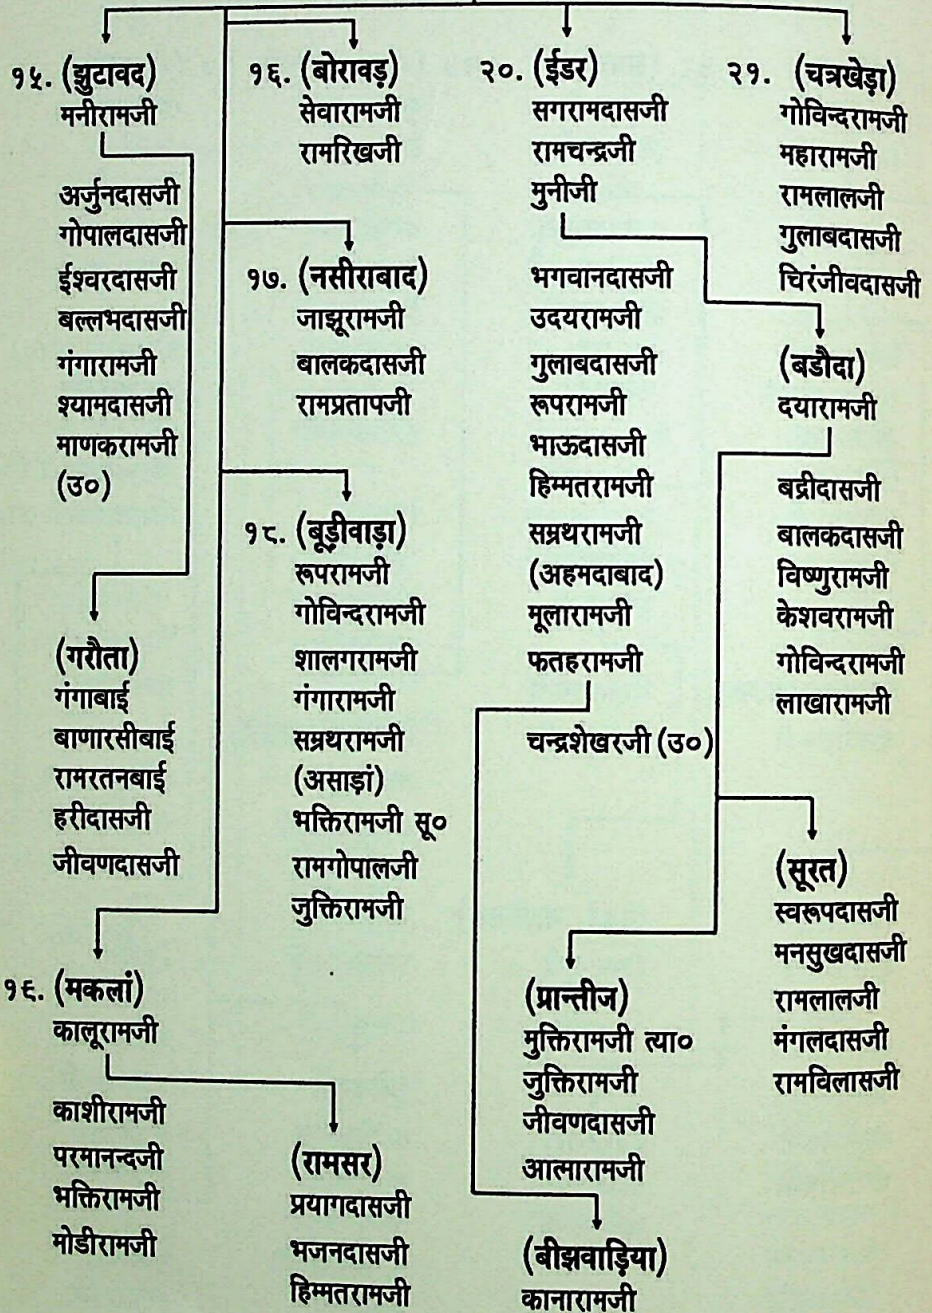 १५. (झुटावद)
मनीरामजी
अर्जुनदासजी
गोपालदासजी
ईश्वरदासजी
बल्लभदासजी
गंगारामजी
श्यामदासजी
माणकरामजी
(उ०)
(गरौता)
गंगाबाई
बाणारसीबाई
रामरतनबाई
हरीदासजी
जीवणदासजी
१६. (बोरावड़)
सेवारामजी
रामरिखजी
१७. (नसीराबाद)
जाझूरामजी
बालकदासजी
रामप्रतापजी
१८. (बूड़ीवाड़ा)
रूपरामजी
गोविन्दरामजी
शालगरामजी
गंगारामजी
सम्रथरामजी
(असाड़ां)
भक्तिरामजी सू०
रामगोपालजी
जुक्तिरामजी
१९. (मकलां)
कालूरामजी
काशीरामजी
परमानन्दजी
भक्तिरामजी
मोडीरामजी
(रामसर)
प्रयागदासजी
भजनदासजी
हिम्मतरामजी
२०. (ईडर)
सगरामदासजी
रामचन्द्रजी
मुनीजी
भगवानदासजी
उदयरामजी
गुलाबदासजी
रूपरामजी
भाऊदासजी
हिम्मतरामजी
सम्रथरामजी
(अहमदाबाद)
मूलारामजी
फतहरामजी
चन्द्रशेखरजी (उ०)
(प्रान्तीज)
मुक्तिरामजी त्या०
जुक्तिरामजी
जीवणदासजी
आत्मारामजी
(बीझवाड़िया)
कानारामजी
२१. (चत्रखेड़ा)
गोविन्दरामजी
महारामजी
रामलालजी
गुलाबदासजी
चिरंजीवदासजी
(बडौदा)
दयारामजी
बद्रीदासजी
बालकदासजी
विष्णुरामजी
केशवरामजी
गोविन्दरामजी
लाखारामजी
(सूरत)
स्वरूपदासजी
मनसुखदासजी
रामलालजी
मंगलदासजी
रामविलासजी